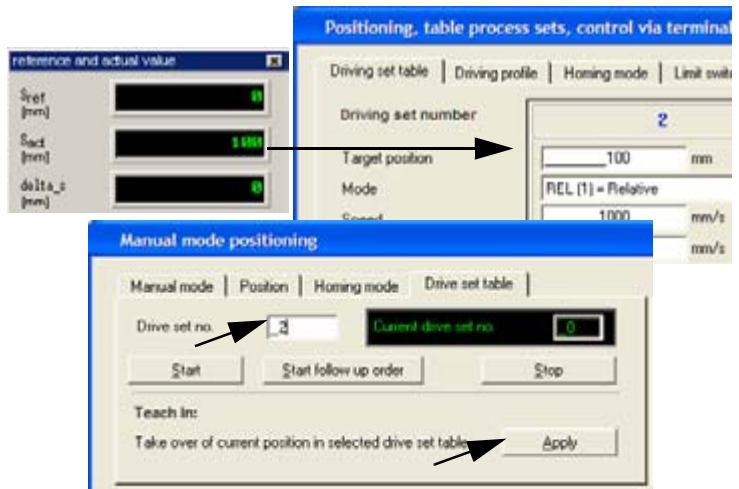 reference and actual value
Sref
[mm]
0
Sact
[mm]
100
delta_s
[mm]
0
Positioning, table process sets, control via terminal
Driving set table
Driving profile
Homing mode
Limit swit
Driving set number
2
Target position
100
mm
Mode
REL (1) = Relative
Speed
1000
mm/s
mm/s
Manual mode positioning
Manual mode
Position
Homing mode
Drive set table
Drive set no.
2
Current drive set no.
0
Start
Start follow up order
Stop
Teach In:
Take over of current position in selected drive set table
Apply